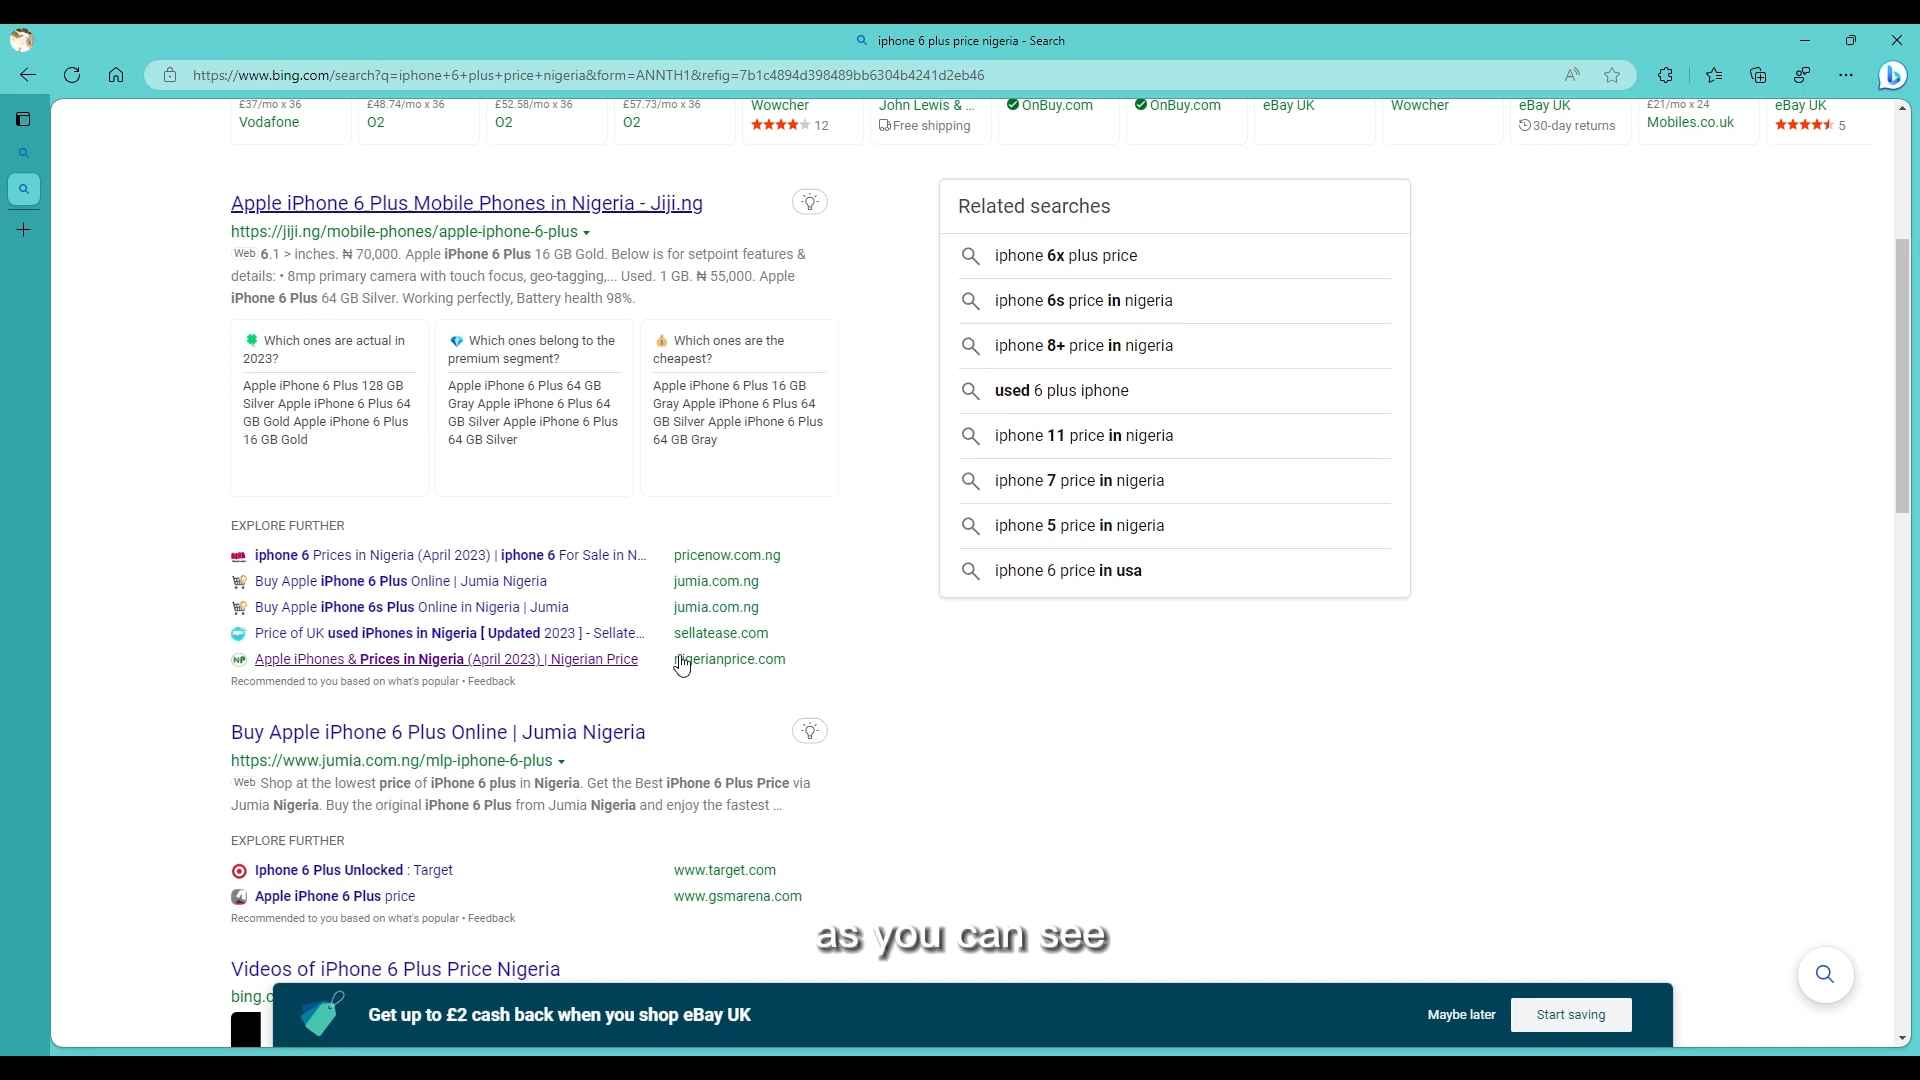 iphone 6 plus price nigeria - Search
https://www.bing.com/search?q=iphone+6+plus+price+nigeria&form=ANNTH1&refig=7b1c4894d398489bb6304b4241d2eb46
£37/mo x 36
Vodafone
£48.74/mo x 36
O2
£52.58/mo x 36
O2
£57.73/mo x 36
O2
Wowcher
12
John Lewis & ...
Free shipping
OnBuy.com
OnBuy.com
eBay UK
Wowcher
eBay UK
30-day returns
£21/mo x 24
Mobiles.co.uk
eBay UK
5
Apple iPhone 6 Plus Mobile Phones in Nigeria - Jiji.ng
https://jiji.ng/mobile-phones/apple-iphone-6-plus
Web 6.1 > inches. ₦ 70,000. Apple iPhone 6 Plus 16 GB Gold. Below is for setpoint features &
details: • 8mp primary camera with touch focus, geo-tagging,... Used. 1 GB. ₦ 55,000. Apple
iPhone 6 Plus 64 GB Silver. Working perfectly, Battery health 98%.
Which ones are actual in
2023?
Apple iPhone 6 Plus 128 GB
Silver Apple iPhone 6 Plus 64
GB Gold Apple iPhone 6 Plus
16 GB Gold
Which ones belong to the
premium segment?
Apple iPhone 6 Plus 64 GB
Gray Apple iPhone 6 Plus 64
GB Silver Apple iPhone 6 Plus
64 GB Silver
Which ones are the
cheapest?
Apple iPhone 6 Plus 16 GB
Gray Apple iPhone 6 Plus 64
GB Silver Apple iPhone 6 Plus
64 GB Gray
EXPLORE FURTHER
iphone 6 Prices in Nigeria (April 2023) | iphone 6 For Sale in N... pricenow.com.ng
Buy Apple iPhone 6 Plus Online | Jumia Nigeria jumia.com.ng
Buy Apple iPhone 6s Plus Online in Nigeria | Jumia jumia.com.ng
Price of UK used iPhones in Nigeria [ Updated 2023 ] - Sellate... sellatease.com
NP Apple iPhones & Prices in Nigeria (April 2023) | Nigerian Price nigerianprice.com
Recommended to you based on what's popular • Feedback
Buy Apple iPhone 6 Plus Online | Jumia Nigeria
https://www.jumia.com.ng/mlp-iphone-6-plus
Web Shop at the lowest price of iPhone 6 plus in Nigeria. Get the Best iPhone 6 Plus Price via
Jumia Nigeria. Buy the original iPhone 6 Plus from Jumia Nigeria and enjoy the fastest ...
EXPLORE FURTHER
Iphone 6 Plus Unlocked : Target www.target.com
Apple iPhone 6 Plus price www.gsmarena.com
Recommended to you based on what's popular • Feedback
Videos of iPhone 6 Plus Price Nigeria
bing.c
Related searches
iphone 6x plus price
iphone 6s price in nigeria
iphone 8+ price in nigeria
used 6 plus iphone
iphone 11 price in nigeria
iphone 7 price in nigeria
iphone 5 price in nigeria
iphone 6 price in usa
as you can see
Get up to £2 cash back when you shop eBay UK
Maybe later
Start saving